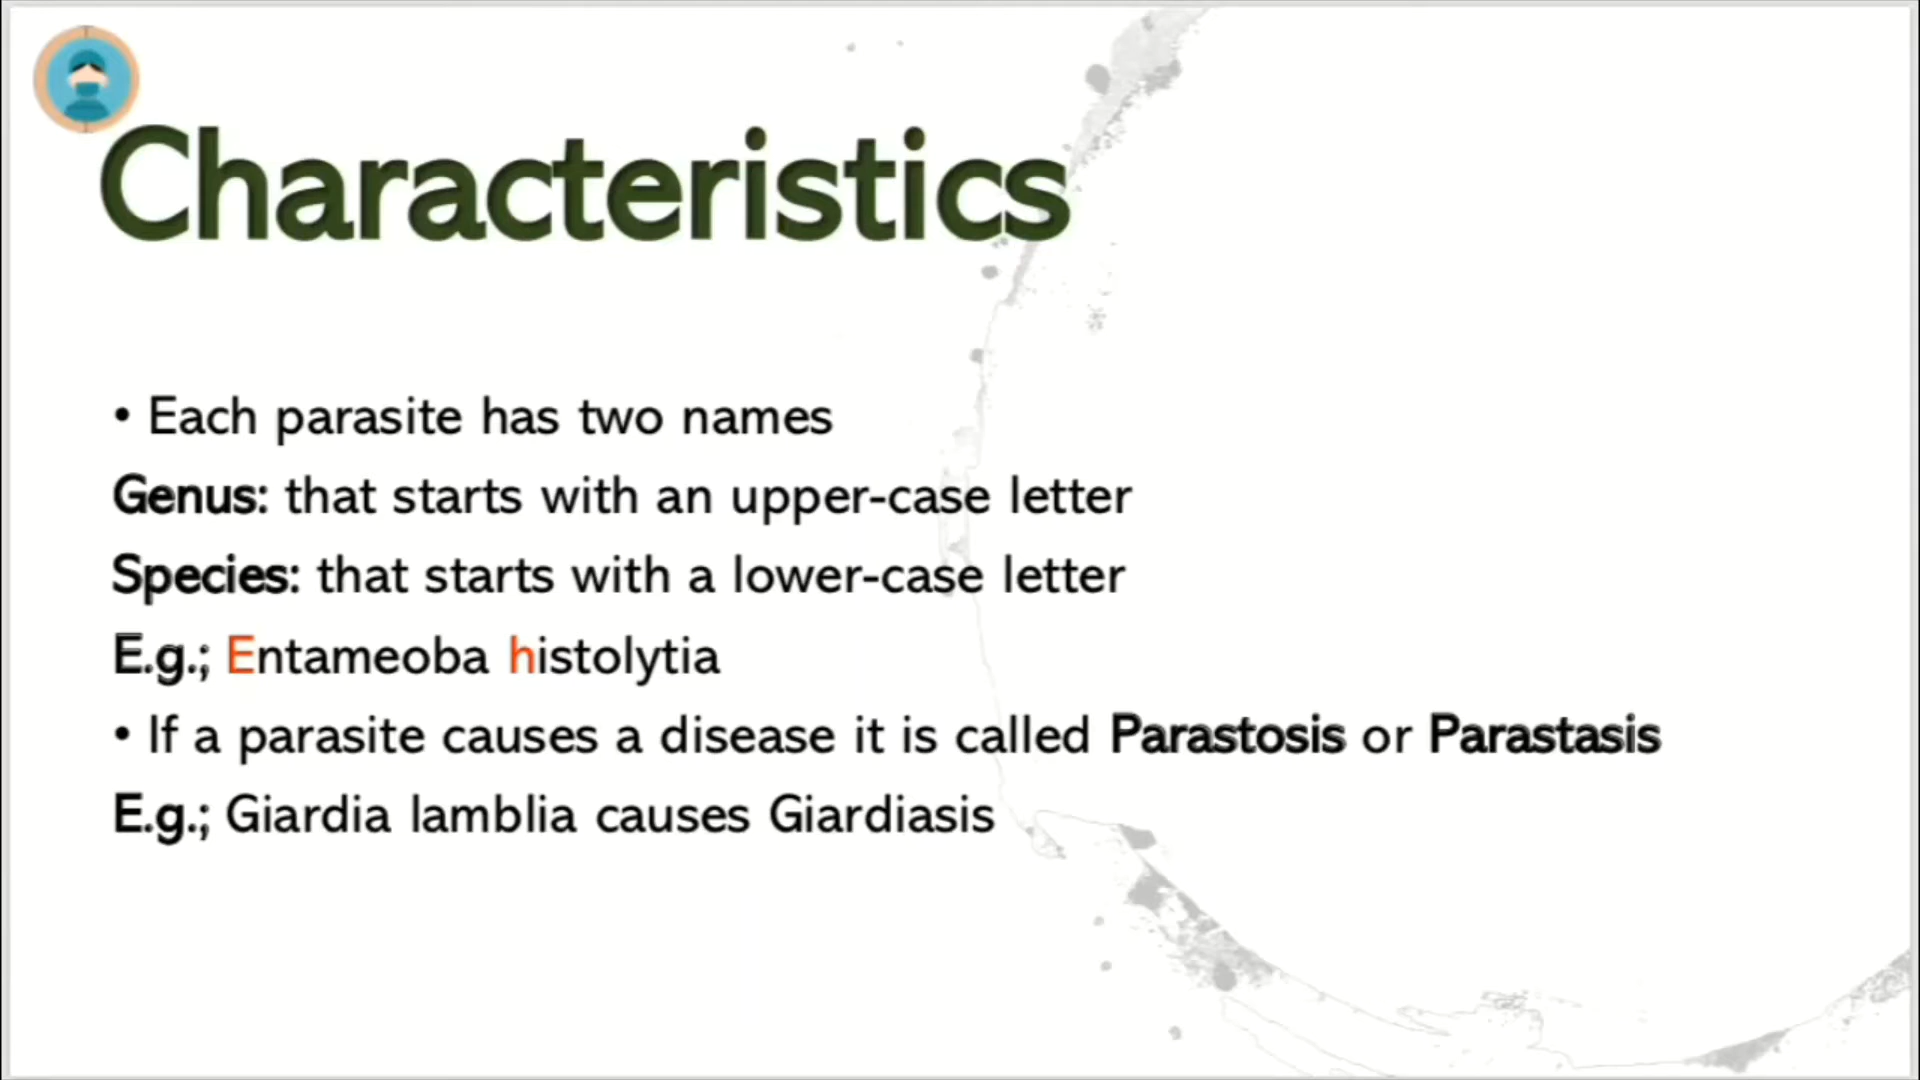 Characteristics
• Each parasite has two names
Genus: that starts with an upper-case letter
Species: that starts with a lower-case letter
E.g.; Entameoba histolytia
• If a parasite causes a disease it is called Parastosis or Parastasis
E.g.; Giardia lamblia causes Giardiasis